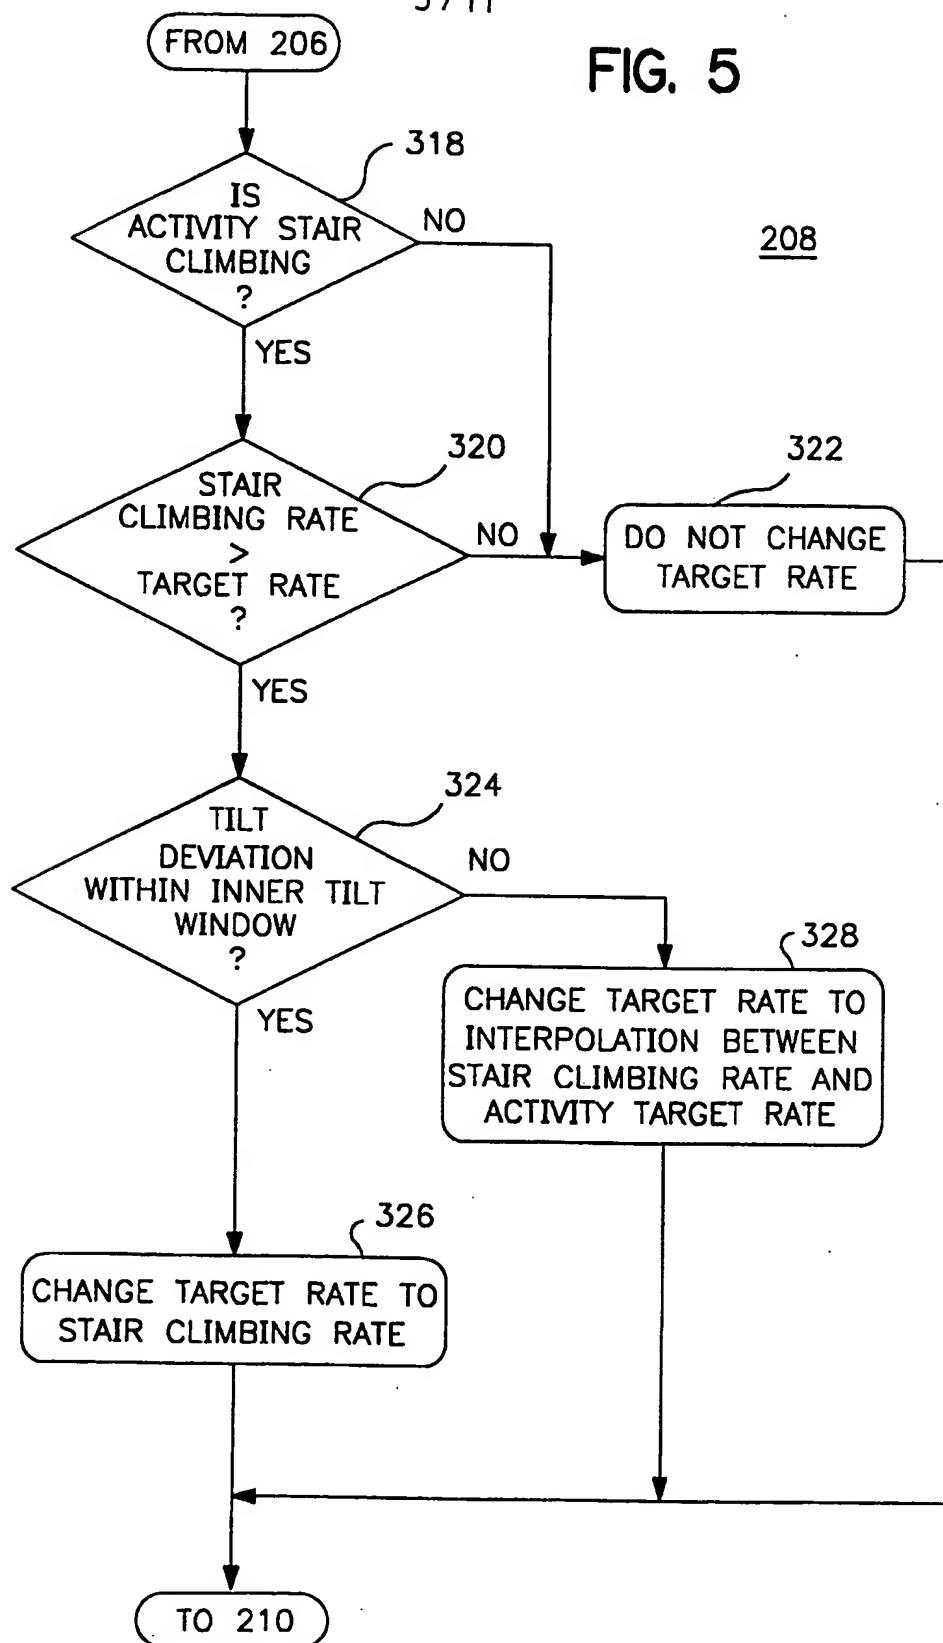 5/11
FROM 206
FIG. 5
318
IS
ACTIVITY STAIR
CLIMBING
?
NO
208
YES
320
STAIR
CLIMBING RATE
>
TARGET RATE
?
NO
322
DO NOT CHANGE
TARGET RATE
YES
324
TILT
DEVIATION
WITHIN INNER TILT
WINDOW
?
NO
328
CHANGE TARGET RATE TO
INTERPOLATION BETWEEN
STAIR CLIMBING RATE AND
ACTIVITY TARGET RATE
YES
326
CHANGE TARGET RATE TO
STAIR CLIMBING RATE
TO 210